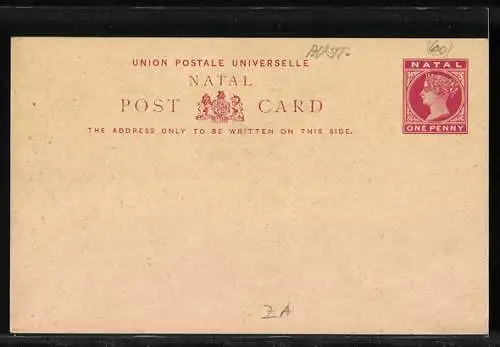 (60)
UNION POSTALE UNIVERSELLE
NATAL
POST CARD
THE ADDRESS ONLY TO BE WRITTEN ON THIS SIDE.
NATAL
ONE PENNY
ZA